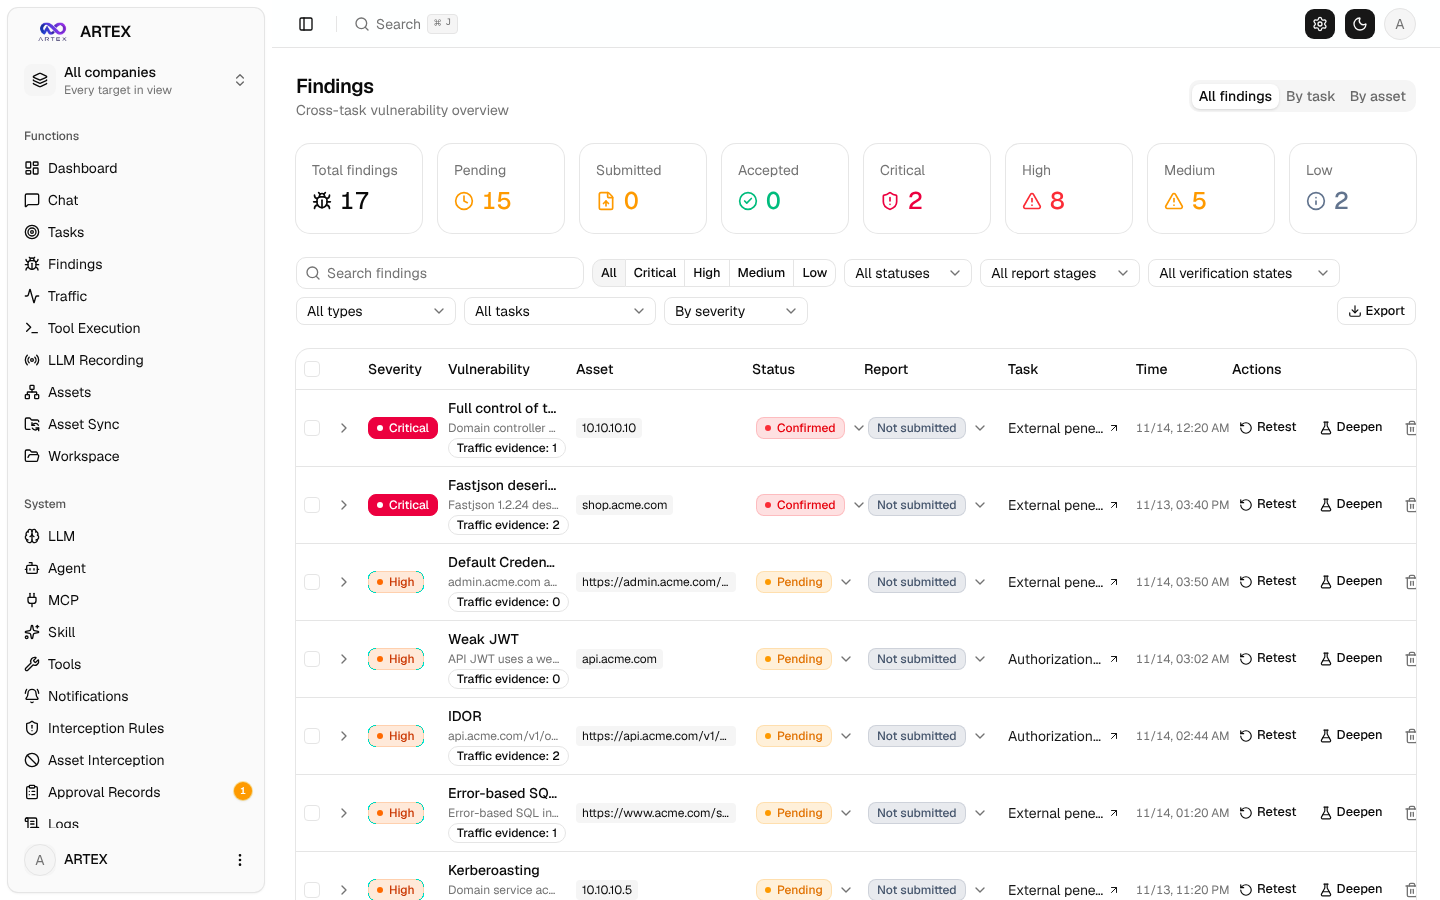 ARTEX
ARTEX
All companies
Every target in view
Functions
Dashboard
Chat
Tasks
Findings
Traffic
Tool Execution
LLM Recording
Assets
Asset Sync
Workspace
System
LLM
Agent
MCP
Skill
Tools
Notifications
Interception Rules
Asset Interception
Approval Records 1
Logs
A ARTEX
Search ⌘ J
A
Findings
Cross-task vulnerability overview
All findings By task By asset
Total findings Pending Submitted Accepted Critical High Medium Low
17 15 0 0 2 8 5 2
Search findings All Critical High Medium Low All statuses All report stages All verification states
All types All tasks By severity Export
Severity Vulnerability Asset Status Report Task Time Actions
Full control of t...
Critical Domain controller ... 10.10.10.10 Confirmed Not submitted External pene... 11/14, 12:20 AM Retest Deepen
Traffic evidence: 1
Fastjson deseri...
Critical Fastjson 1.2.24 des... shop.acme.com Confirmed Not submitted External pene... 11/13, 03:40 PM Retest Deepen
Traffic evidence: 2
Default Creden...
High admin.acme.com a... https://admin.acme.com/... Pending Not submitted External pene... 11/14, 03:50 AM Retest Deepen
Traffic evidence: 0
Weak JWT
High API JWT uses a we... api.acme.com Pending Not submitted Authorization... 11/14, 03:02 AM Retest Deepen
Traffic evidence: 0
IDOR
High api.acme.com/v1/o... https://api.acme.com/v1/... Pending Not submitted Authorization... 11/14, 02:44 AM Retest Deepen
Traffic evidence: 2
Error-based SQ...
High Error-based SQL in... https://www.acme.com/s... Pending Not submitted External pene... 11/14, 01:20 AM Retest Deepen
Traffic evidence: 1
Kerberoasting
High Domain service ac... 10.10.10.5 Pending Not submitted External pene... 11/13, 11:20 PM Retest Deepen